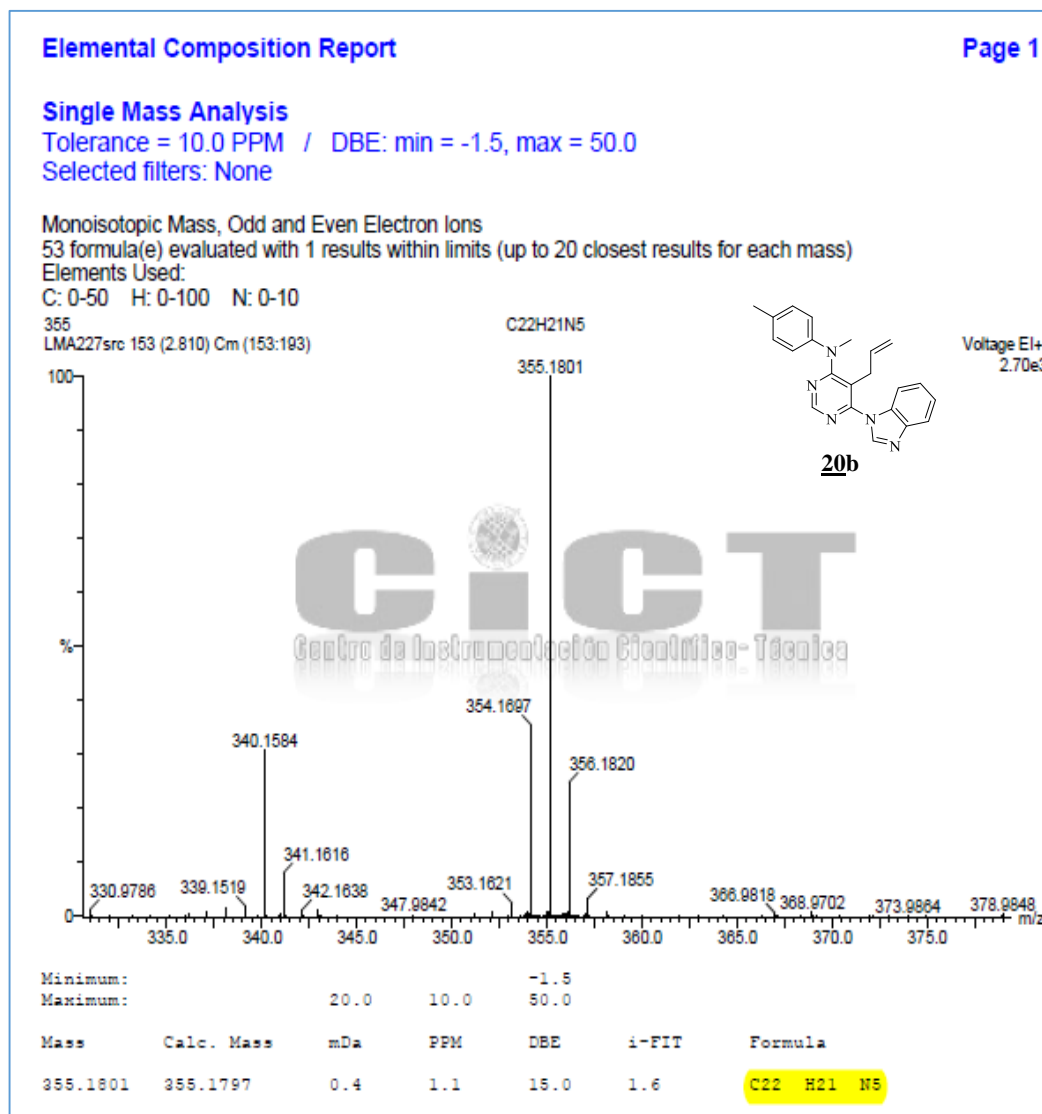 Elemental Composition Report Page 1
Single Mass Analysis
Tolerance = 10.0 PPM / DBE: min = -1.5, max = 50.0
Selected filters: None
Monoisotopic Mass, Odd and Even Electron Ions
53 formula(e) evaluated with 1 results within limits (up to 20 closest results for each mass)
Elements Used:
C: 0-50 H: 0-100 N: 0-10
355 C22H21N5
LMA227src 153 (2.810) Cm (153:193) Voltage EI+
2.70e3
100 355.1801
N
N
N
N
N
20b
CiCT
Centro de Instrumentación Científico-Técnica
%
354.1697
340.1584
356.1820
341.1616
330.9786 339.1519 342.1638 347.9842 353.1621 357.1855 366.9818 368.9702 373.9864 378.9848
0 m/z
335.0 340.0 345.0 350.0 355.0 360.0 365.0 370.0 375.0
Minimum: -1.5
Maximum: 20.0 10.0 50.0
Mass Calc. Mass mDa PPM DBE i-FIT Formula
355.1801 355.1797 0.4 1.1 15.0 1.6 C22 H21 N5